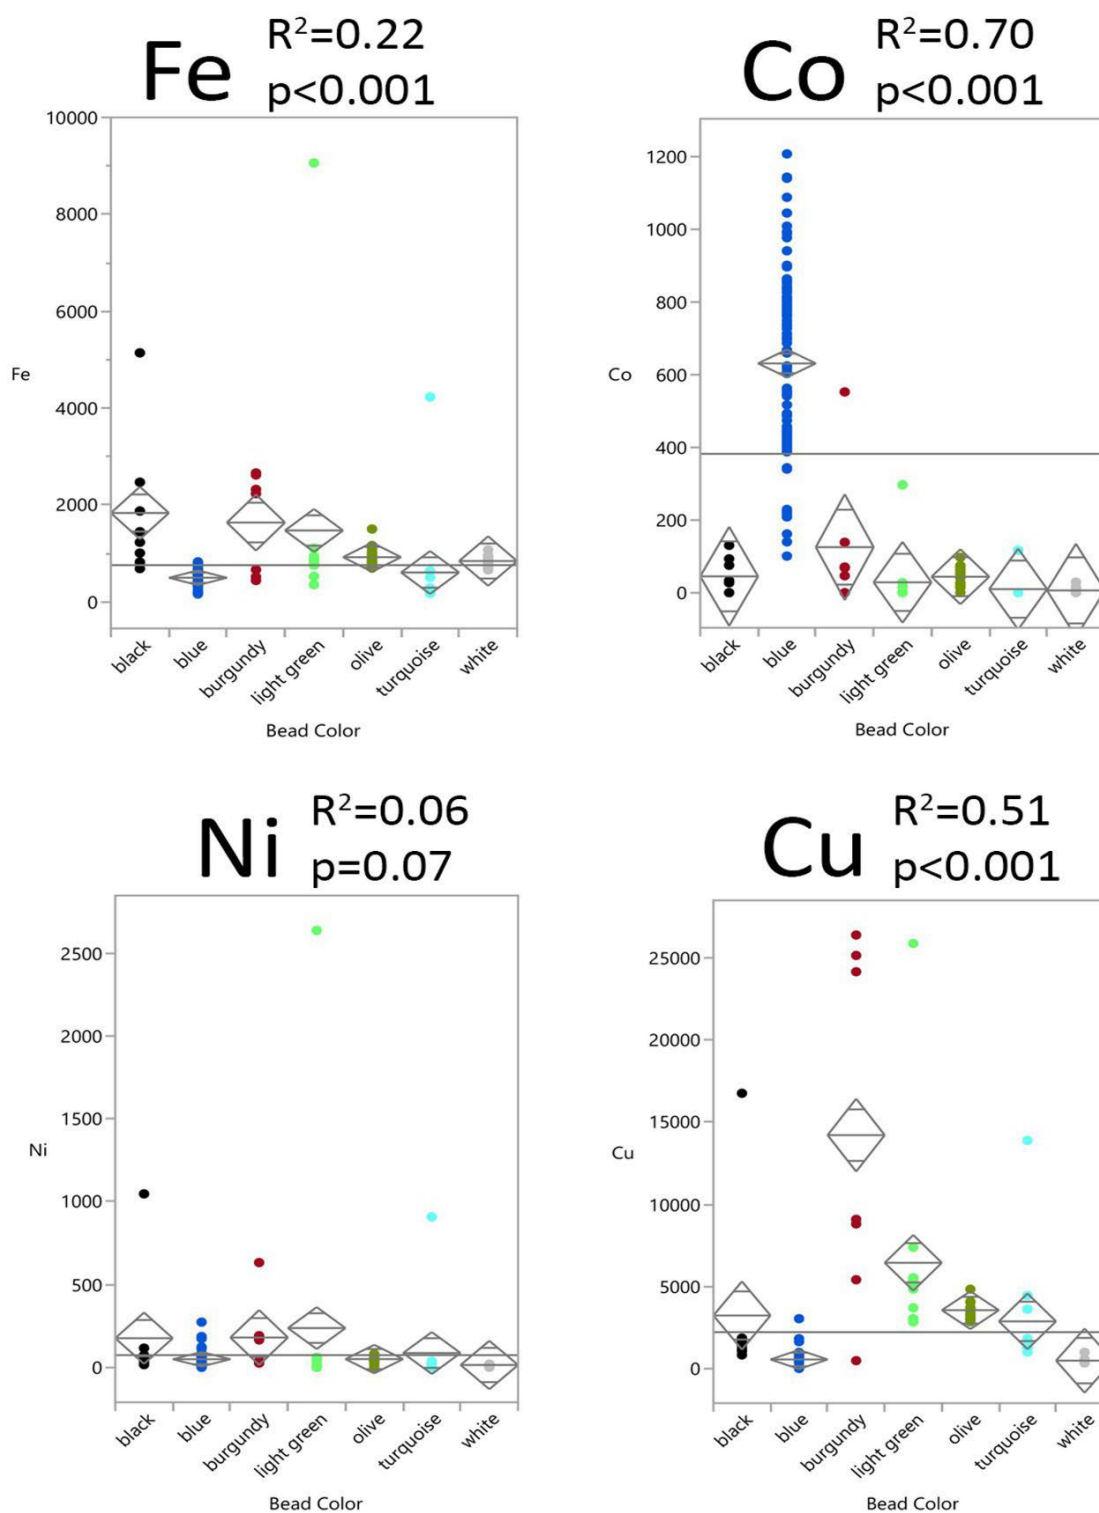 Fe
R²=0.22
p<0.001
10000
8000
6000
4000
2000
0
Fe
black
blue
burgundy
light green
olive
turquoise
white
Bead Color
Co
R²=0.70
p<0.001
1200
1000
800
600
400
200
0
Co
black
blue
burgundy
light green
olive
turquoise
white
Bead Color
Ni
R²=0.06
p=0.07
2500
2000
1500
1000
500
0
Ni
black
blue
burgundy
light green
olive
turquoise
white
Bead Color
Cu
R²=0.51
p<0.001
25000
20000
15000
10000
5000
0
Cu
black
blue
burgundy
light green
olive
turquoise
white
Bead Color